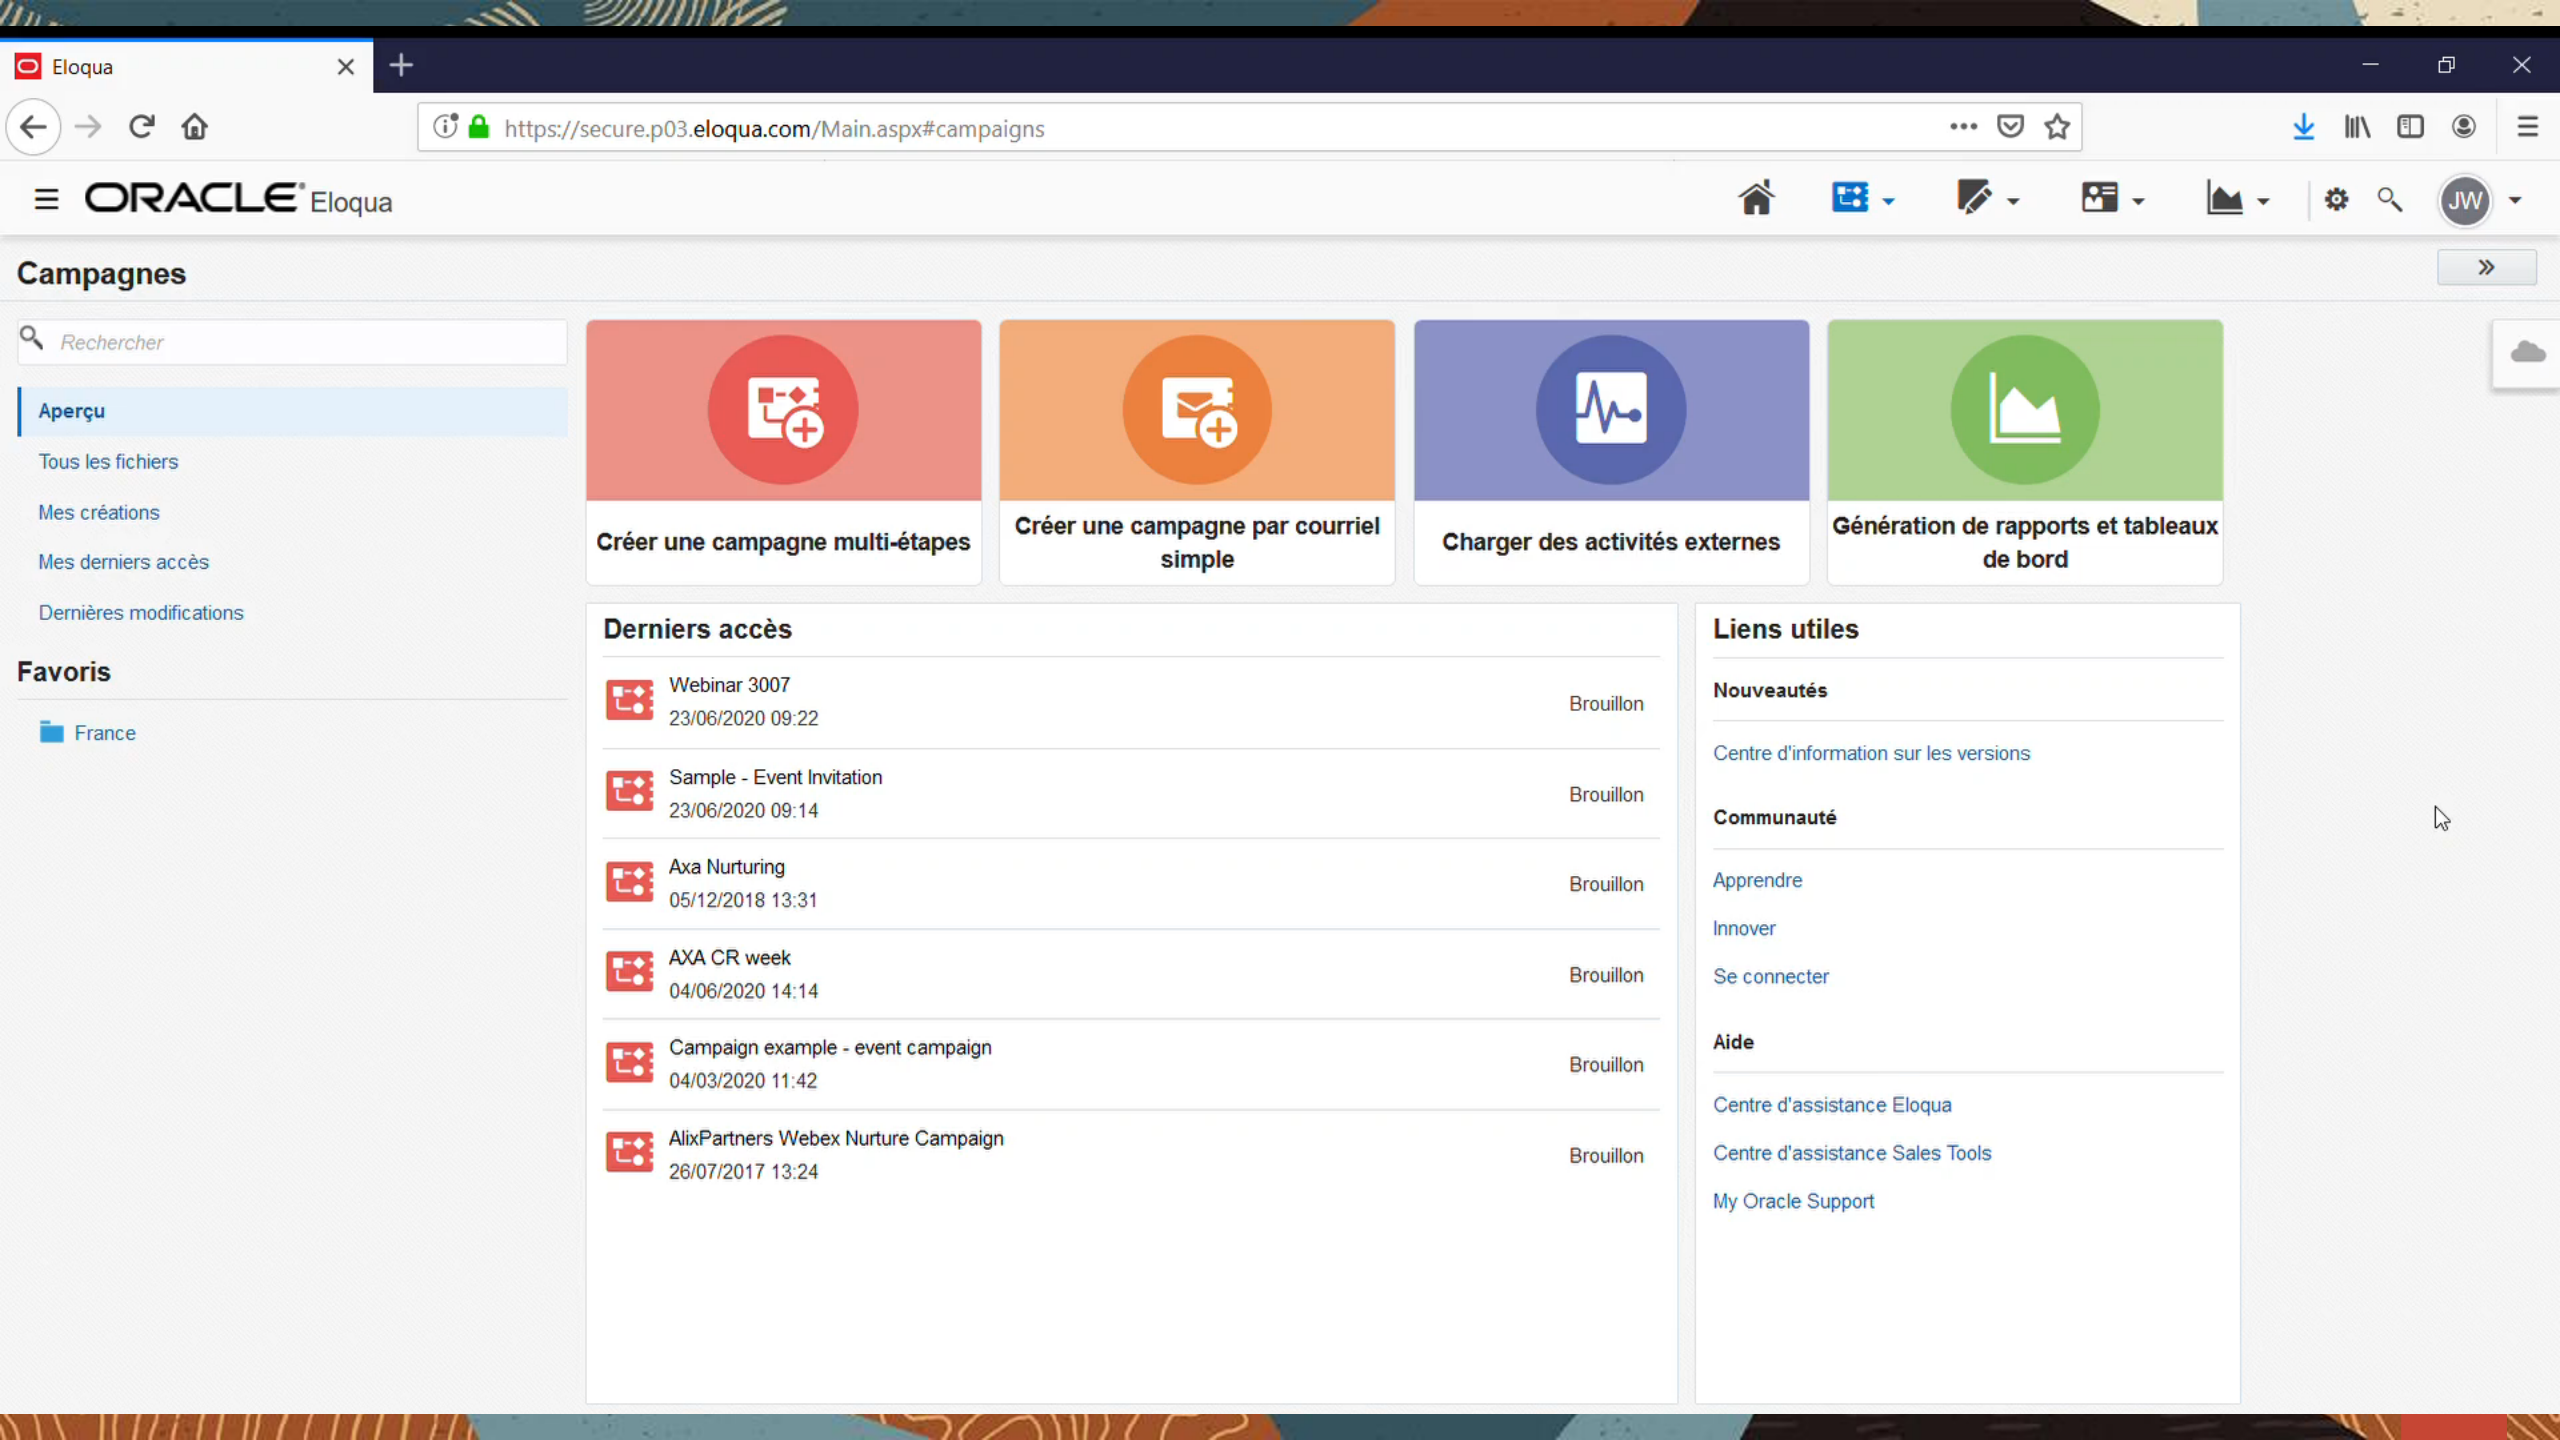 Eloqua
https://secure.p03.eloqua.com/Main.aspx#campaigns
ORACLE Eloqua
JW
Campagnes
Rechercher
Aperçu
Tous les fichiers
Mes créations
Mes derniers accès
Dernières modifications
Favoris
France
Créer une campagne multi-étapes
Créer une campagne par courriel
simple
Charger des activités externes
Génération de rapports et tableaux
de bord
Derniers accès
Webinar 3007
23/06/2020 09:22
Brouillon
Sample - Event Invitation
23/06/2020 09:14
Brouillon
Axa Nurturing
05/12/2018 13:31
Brouillon
AXA CR week
04/06/2020 14:14
Brouillon
Campaign example - event campaign
04/03/2020 11:42
Brouillon
AlixPartners Webex Nurture Campaign
26/07/2017 13:24
Brouillon
Liens utiles
Nouveautés
Centre d'information sur les versions
Communauté
Apprendre
Innover
Se connecter
Aide
Centre d'assistance Eloqua
Centre d'assistance Sales Tools
My Oracle Support